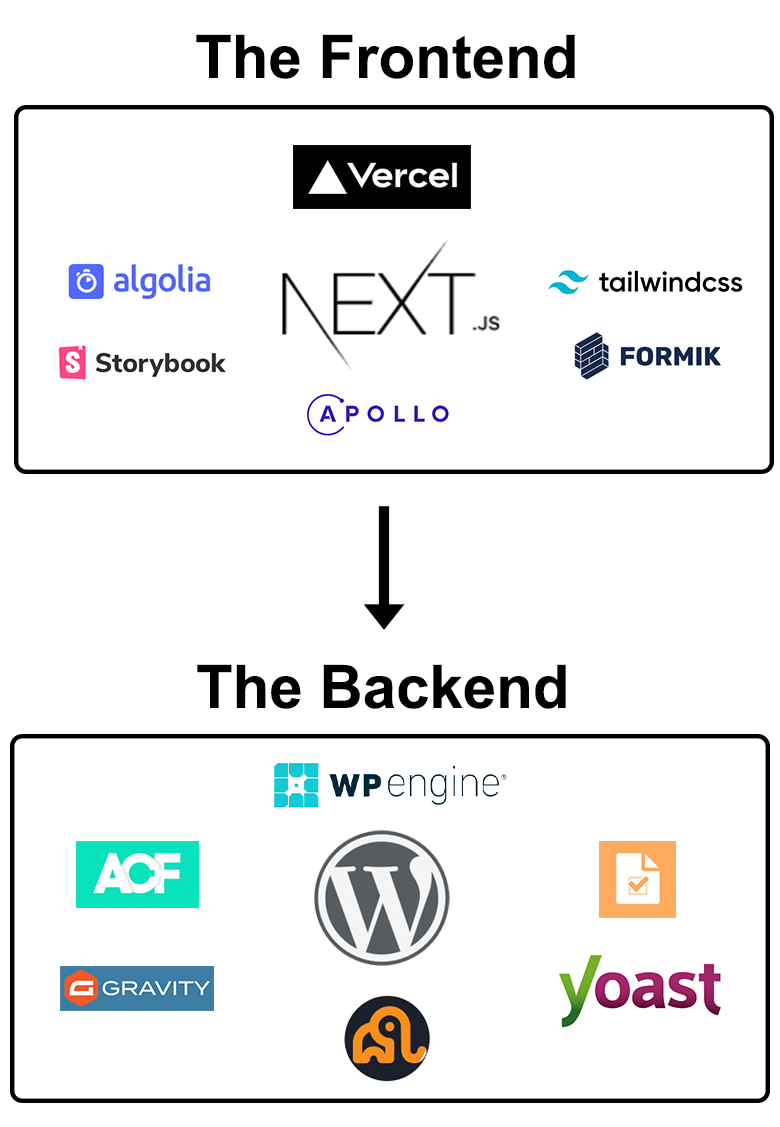 The Frontend
Vercel
algolia
NEXT.JS
tailwindcss
Storybook
FORMIK
APOLLO
The Backend
WP engine®
ACF
W
GRAVITY
yoast